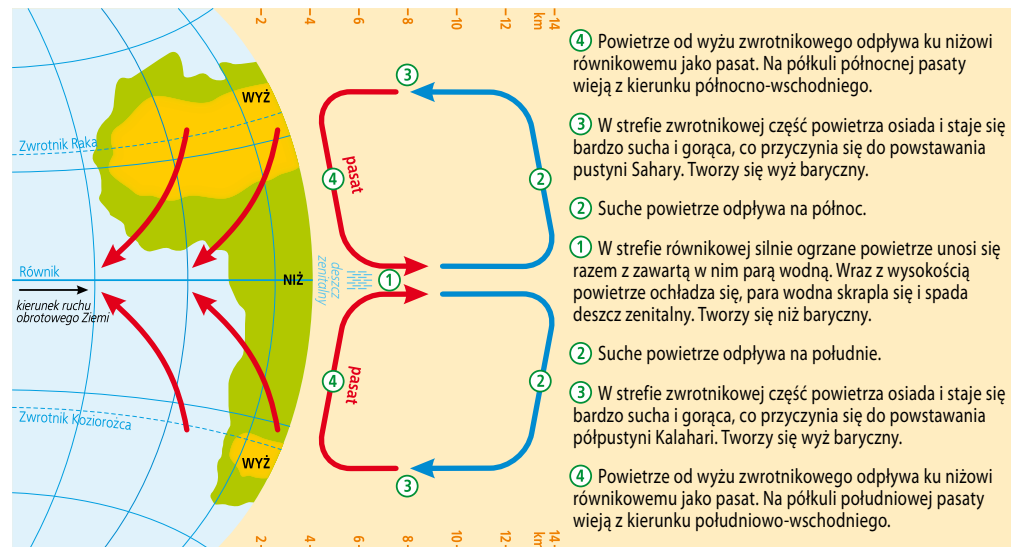 2
4
6
8
10
12
14
km
WYŻ
Zwrotnik Raka
Równik
kierunek ruchu
obrotowego Ziemi
Zwrotnik Koziorożca
NIŻ
WYŻ
3
4
pasat
2
deszcz
zenitalny
1
4
pasat
2
3
2
4
6
8
10
12
14
km
4 Powietrze od wyżu zwrotnikowego odpływa ku niżowi
równikowemu jako pasat. Na półkuli północnej pasaty
wieją z kierunku północno-wschodniego.
3 W strefie zwrotnikowej część powietrza osiada i staje się
bardzo sucha i gorąca, co przyczynia się do powstawania
pustyni Sahary. Tworzy się wyż baryczny.
2 Suche powietrze odpływa na północ.
1 W strefie równikowej silnie ogrzane powietrze unosi się
razem z zawartą w nim parą wodną. Wraz z wysokością
powietrze ochładza się, para wodna skrapla się i spada
deszcz zenitalny. Tworzy się niż baryczny.
2 Suche powietrze odpływa na południe.
3 W strefie zwrotnikowej część powietrza osiada i staje się
bardzo sucha i gorąca, co przyczynia się do powstawania
półpustyni Kalahari. Tworzy się wyż baryczny.
4 Powietrze od wyżu zwrotnikowego odpływa ku niżowi
równikowemu jako pasat. Na półkuli południowej pasaty
wieją z kierunku południowo-wschodniego.